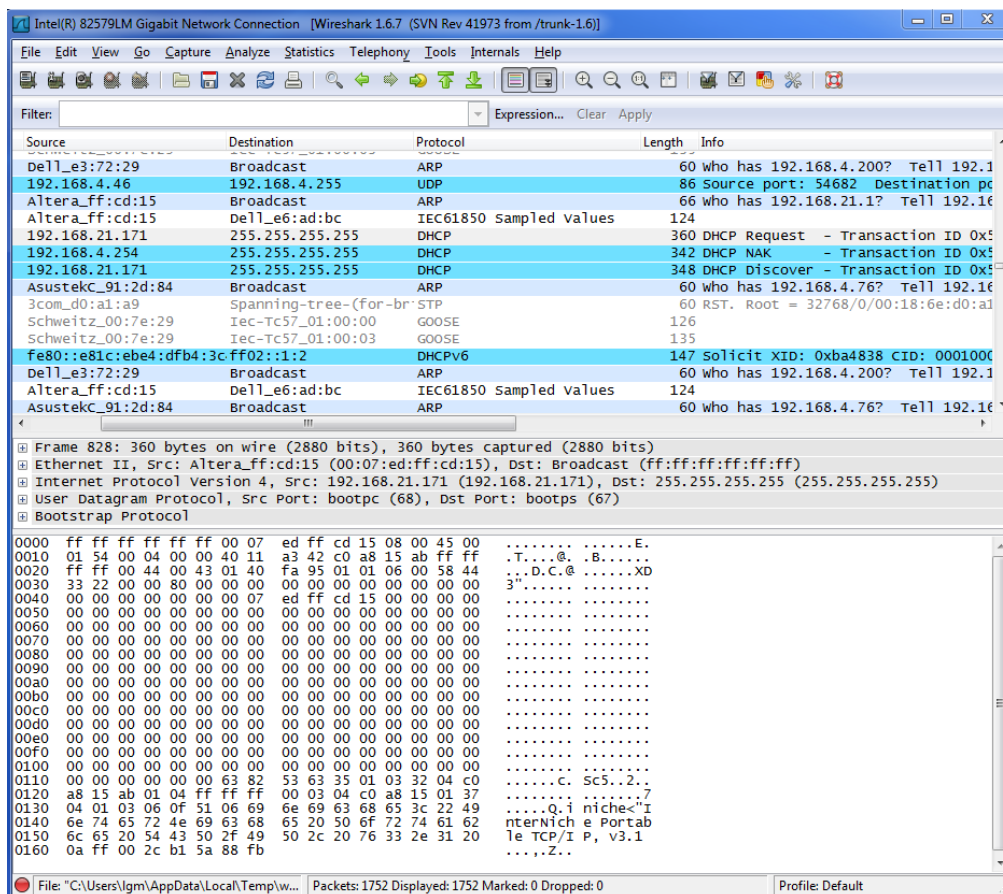 Intel(R) 82579LM Gigabit Network Connection [Wireshark 1.6.7 (SVN Rev 41973 from /trunk-1.6)]
File Edit View Go Capture Analyze Statistics Telephony Tools Internals Help
Filter: Expression... Clear Apply
Source Destination Protocol Length Info
Dell_e3:72:29 Broadcast ARP 60 Who has 192.168.4.200? Tell 192.1
192.168.4.46 192.168.4.255 UDP 86 Source port: 54682 Destination po
Altera_ff:cd:15 Broadcast ARP 66 Who has 192.168.21.1? Tell 192.16
Altera_ff:cd:15 Dell_e6:ad:bc IEC61850 Sampled Values 124
192.168.21.171 255.255.255.255 DHCP 360 DHCP Request - Transaction ID 0x5
192.168.4.254 255.255.255.255 DHCP 342 DHCP NAK - Transaction ID 0x5
192.168.21.171 255.255.255.255 DHCP 348 DHCP Discover - Transaction ID 0x5
AsustekC_91:2d:84 Broadcast ARP 60 Who has 192.168.4.76? Tell 192.16
3com_d0:a1:a9 Spanning-tree-(for-br STP 60 RST. Root = 32768/0/00:18:6e:d0:a1
Schweitz_00:7e:29 Iec-Tc57_01:00:00 GOOSE 126
Schweitz_00:7e:29 Iec-Tc57_01:00:03 GOOSE 135
fe80::e81c:ebe4:dfb4:3c ff02::1:2 DHCPv6 147 Solicit XID: 0xba4838 CID: 0001000
Dell_e3:72:29 Broadcast ARP 60 Who has 192.168.4.200? Tell 192.1
Altera_ff:cd:15 Dell_e6:ad:bc IEC61850 Sampled Values 124
AsustekC_91:2d:84 Broadcast ARP 60 Who has 192.168.4.76? Tell 192.16
Frame 828: 360 bytes on wire (2880 bits), 360 bytes captured (2880 bits)
Ethernet II, Src: Altera_ff:cd:15 (00:07:ed:ff:cd:15), Dst: Broadcast (ff:ff:ff:ff:ff:ff)
Internet Protocol Version 4, Src: 192.168.21.171 (192.168.21.171), Dst: 255.255.255.255 (255.255.255.255)
User Datagram Protocol, Src Port: bootpc (68), Dst Port: bootps (67)
Bootstrap Protocol
0000 ff ff ff ff ff ff 00 07 ed ff cd 15 08 00 45 00 ........ ......E.
0010 01 54 00 04 00 00 40 11 a3 42 c0 a8 15 ab ff ff .T....@. .B......
0020 ff ff 00 44 00 43 01 40 fa 95 01 01 06 00 58 44 ...D.C.@ ......XD
0030 33 22 00 00 80 00 00 00 00 00 00 00 00 00 00 00 3"...... ........
0040 00 00 00 00 00 00 00 07 ed ff cd 15 00 00 00 00 ........ ........
0050 00 00 00 00 00 00 00 00 00 00 00 00 00 00 00 00 ........ ........
0060 00 00 00 00 00 00 00 00 00 00 00 00 00 00 00 00 ........ ........
0070 00 00 00 00 00 00 00 00 00 00 00 00 00 00 00 00 ........ ........
0080 00 00 00 00 00 00 00 00 00 00 00 00 00 00 00 00 ........ ........
0090 00 00 00 00 00 00 00 00 00 00 00 00 00 00 00 00 ........ ........
00a0 00 00 00 00 00 00 00 00 00 00 00 00 00 00 00 00 ........ ........
00b0 00 00 00 00 00 00 00 00 00 00 00 00 00 00 00 00 ........ ........
00c0 00 00 00 00 00 00 00 00 00 00 00 00 00 00 00 00 ........ ........
00d0 00 00 00 00 00 00 00 00 00 00 00 00 00 00 00 00 ........ ........
00e0 00 00 00 00 00 00 00 00 00 00 00 00 00 00 00 00 ........ ........
00f0 00 00 00 00 00 00 00 00 00 00 00 00 00 00 00 00 ........ ........
0100 00 00 00 00 00 00 00 00 00 00 00 00 00 00 00 00 ........ ........
0110 00 00 00 00 00 00 63 82 53 63 35 01 03 32 04 c0 ......c. Sc5..2..
0120 a8 15 ab 01 04 ff ff ff 00 03 04 c0 a8 15 01 37 ........ .......7
0130 04 01 03 06 0f 51 06 69 6e 69 63 68 65 3c 22 49 .....Q.i niche<"I
0140 6e 74 65 72 4e 69 63 68 65 20 50 6f 72 74 61 62 nterNich e Portab
0150 6c 65 20 54 43 50 2f 49 50 2c 20 76 33 2e 31 20 le TCP/I P, v3.1
0160 0a ff 00 2c b1 5a 88 fb ...,.Z..
File: "C:\Users\lgm\AppData\Local\Temp\w... Packets: 1752 Displayed: 1752 Marked: 0 Dropped: 0 Profile: Default